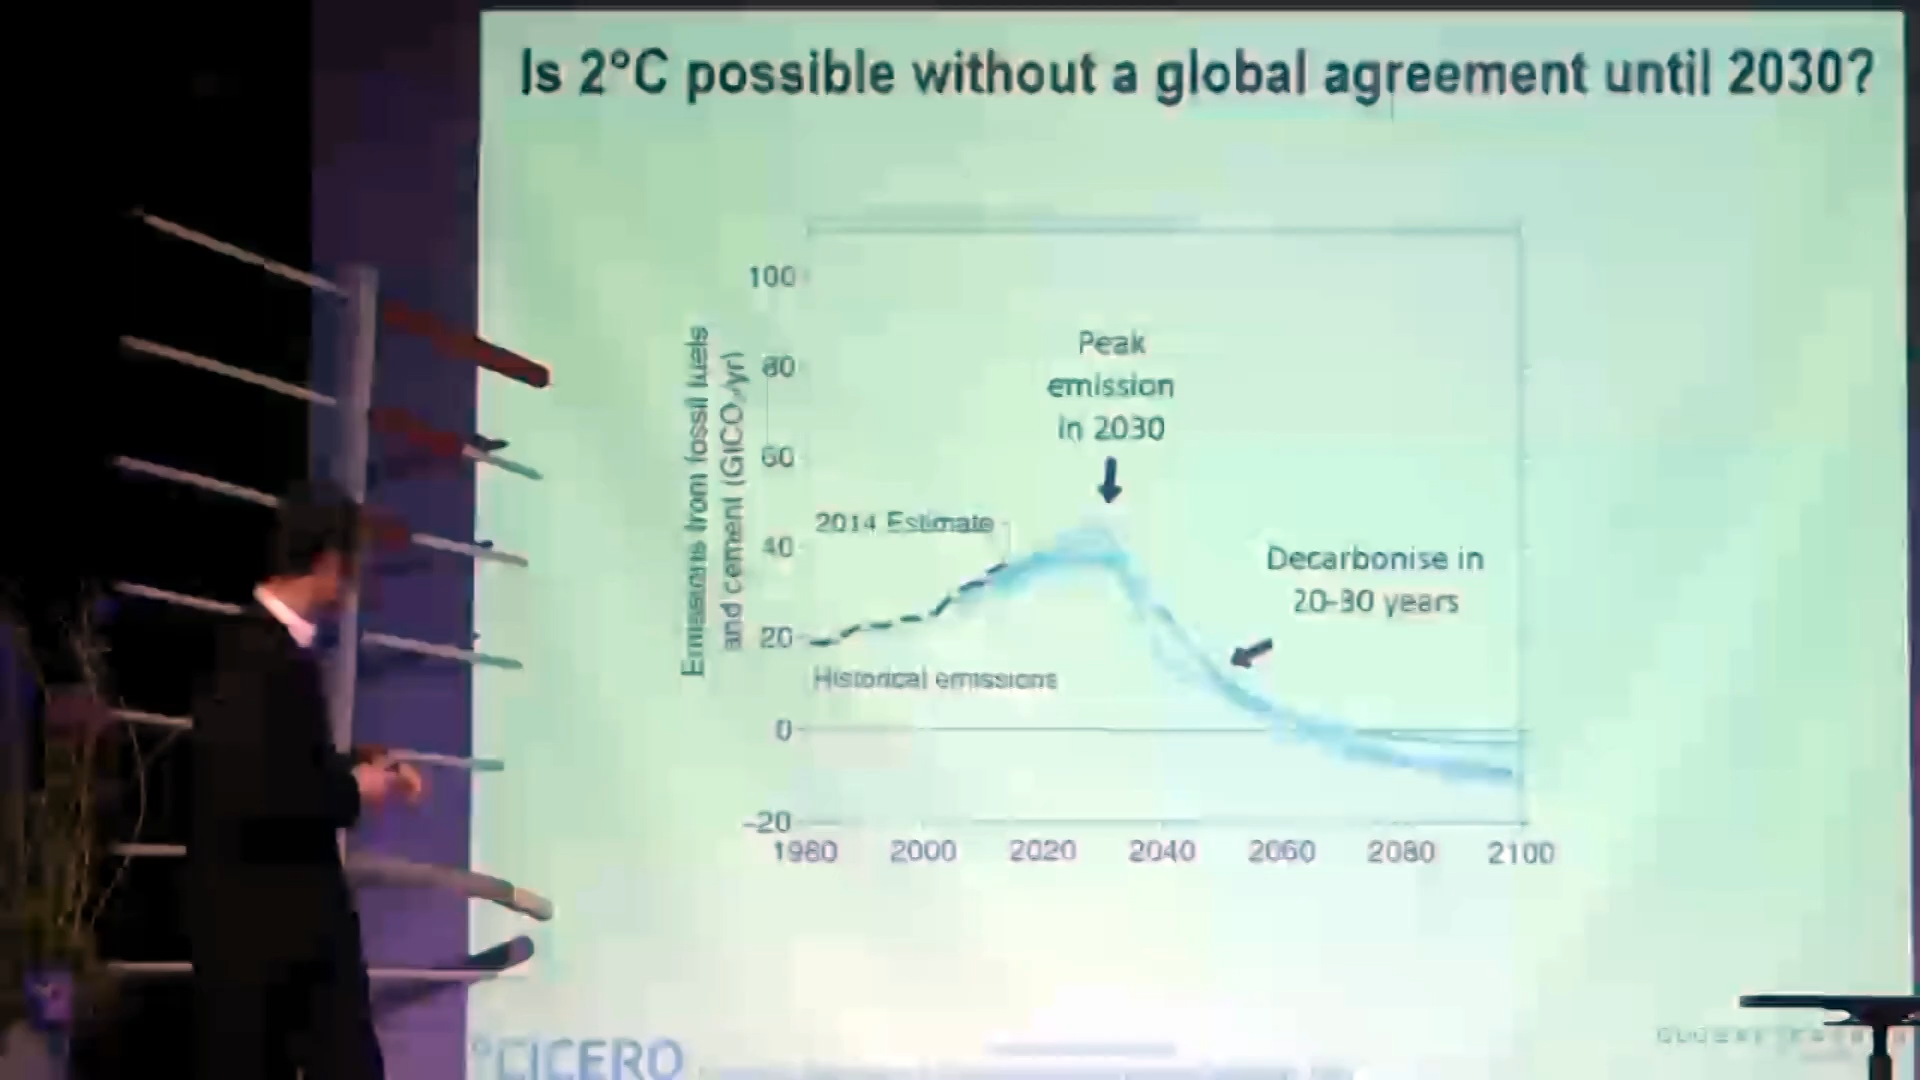 Is 2°C possible without a global agreement until 2030?
100
80
60
40
20
0
-20
Emissions from fossil fuels
and cement (GtCO₂/yr)
Peak
emission
in 2030
2014 Estimate
Decarbonise in
20-30 years
Historical emissions
1980 2000 2020 2040 2060 2080 2100
°CICERO